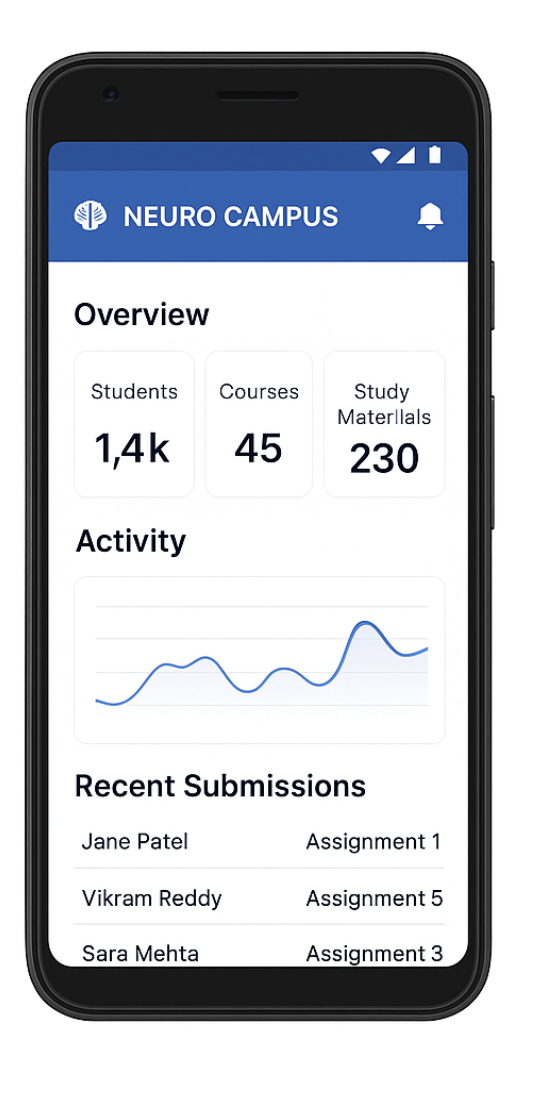 NEURO CAMPUS
Overview
Students
1,4k
Courses
45
Study
Materllals
230
Activity
Recent Submissions
Jane Patel Assignment 1
Vikram Reddy Assignment 5
Sara Mehta Assignment 3